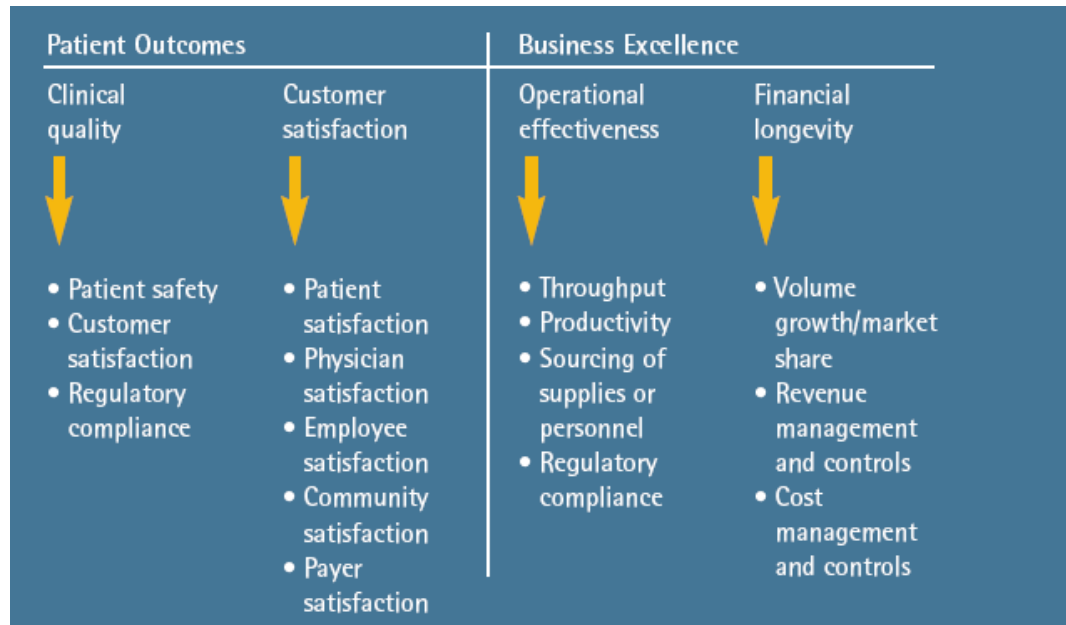 Patient Outcomes
Business Excellence
Clinical
quality
• Patient safety
• Customer
satisfaction
• Regulatory
compliance
Customer
satisfaction
• Patient
satisfaction
• Physician
satisfaction
• Employee
satisfaction
• Community
satisfaction
• Payer
satisfaction
Operational
effectiveness
• Throughput
• Productivity
• Sourcing of
supplies or
personnel
• Regulatory
compliance
Financial
longevity
• Volume
growth/market
share
• Revenue
management
and controls
• Cost
management
and controls